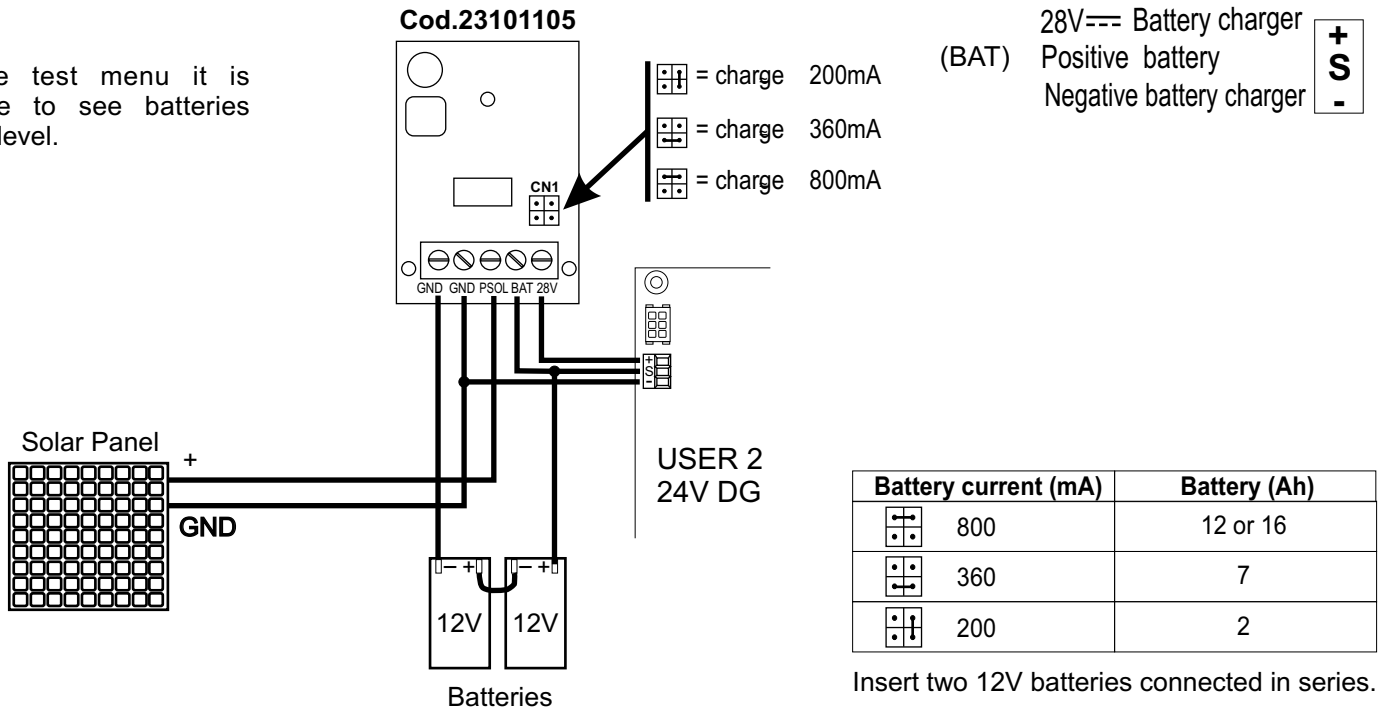 Cod.23101105
test menu it is
to see batteries
level.
CN1
GND GND PSOL BAT 28V
= charge 200mA
= charge 360mA
= charge 800mA
28V Battery charger
(BAT) Positive battery
Negative battery charger
+
S
-
+
S
-
USER 2
24V DG
Solar Panel
+
GND
- + - +
12V 12V
Batteries
Battery current (mA) Battery (Ah)
800 12 or 16
360 7
200 2
Insert two 12V batteries connected in series.